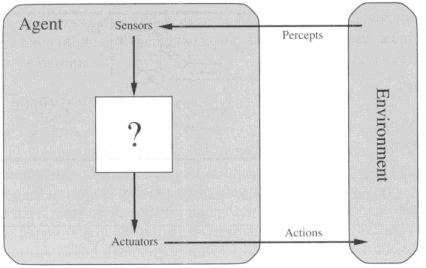 Agent
Sensors
Percepts
?
Environment
Actuators
Actions